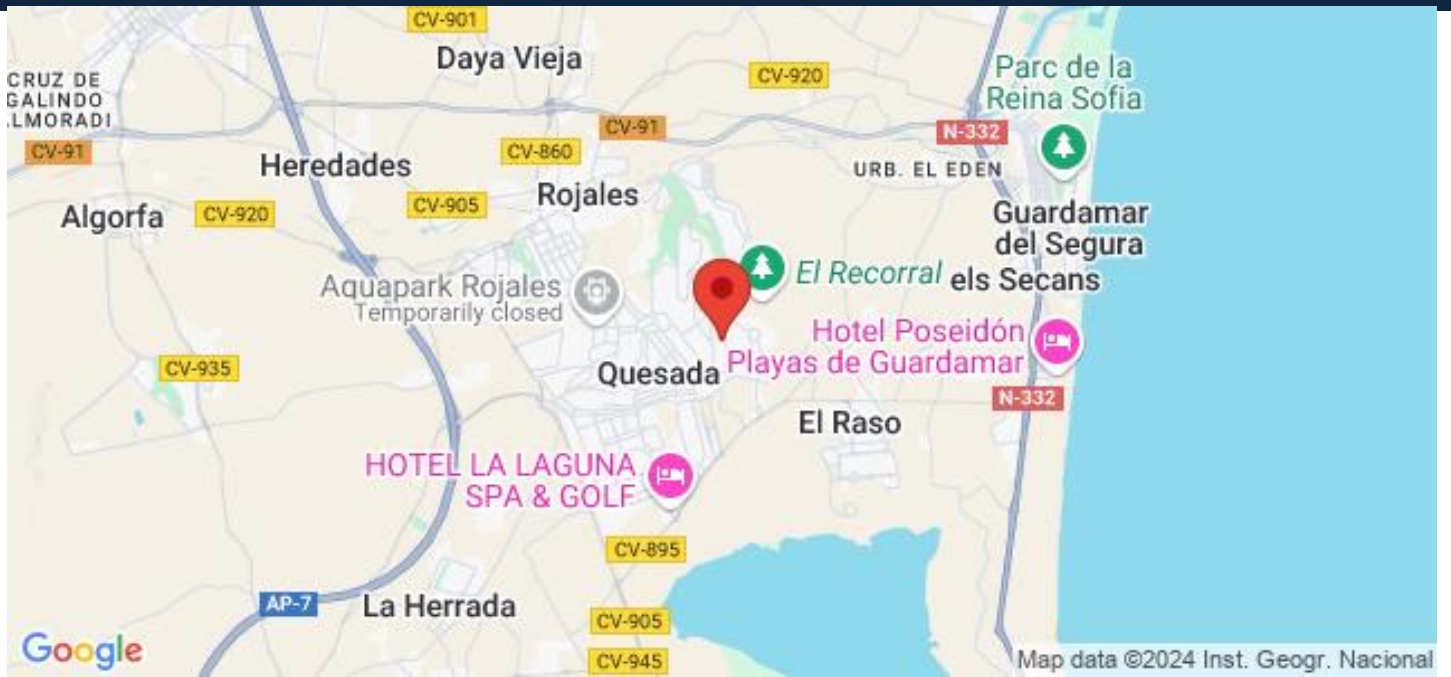 CV-901
Daya Vieja
CRUZ DE
GALINDO
ALMORADI
CV-920
Parc de la
Reina Sofia
CV-91
CV-91
N-332
CV-860
Heredades
URB. EL EDEN
Rojales
CV-905
Algorfa
CV-920
Guardamar
del Segura
Aquapark Rojales
Temporarily closed
El Recorral
els Secans
Hotel Poseidón
Playas de Guardamar
CV-935
Quesada
N-332
El Raso
HOTEL LA LAGUNA
SPA & GOLF
CV-895
AP-7
La Herrada
CV-905
Google
CV-945
Map data ©2024 Inst. Geogr. Nacional